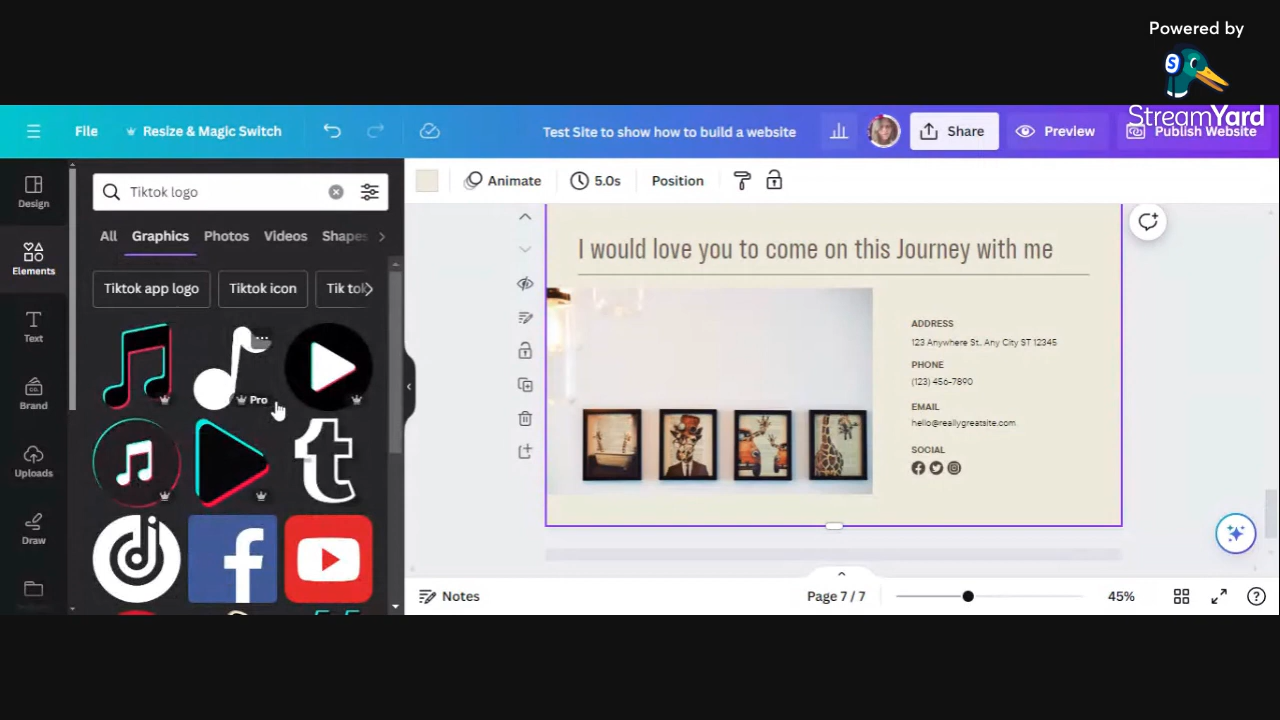 Powered by
StreamYard
File
Resize & Magic Switch
Test Site to show how to build a website
Share
Preview
Publish Website
Design
Elements
Text
Brand
Uploads
Draw
Tiktok logo
All
Graphics
Photos
Videos
Shapes
Tiktok app logo
Tiktok icon
Tik tok
Pro
Animate
5.0s
Position
I would love you to come on this Journey with me
ADDRESS
123 Anywhere St., Any City ST 12345
PHONE
(123) 456-7890
EMAIL
hello@reallygreatsite.com
SOCIAL
Notes
Page 7 / 7
45%